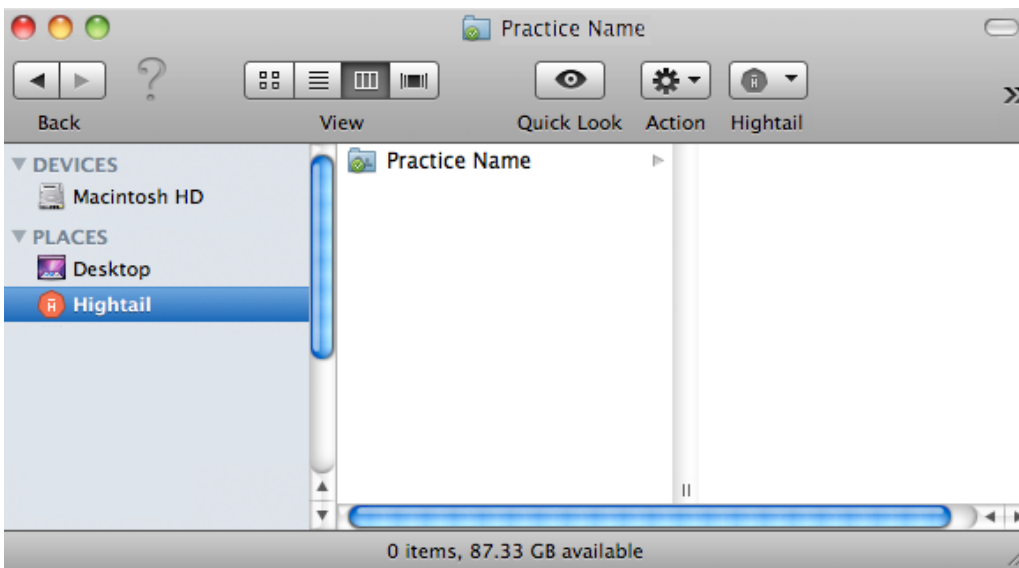 Practice Name
Back View Quick Look Action Hightail
DEVICES
Macintosh HD
PLACES
Desktop
Hightail
Practice Name
0 items, 87.33 GB available